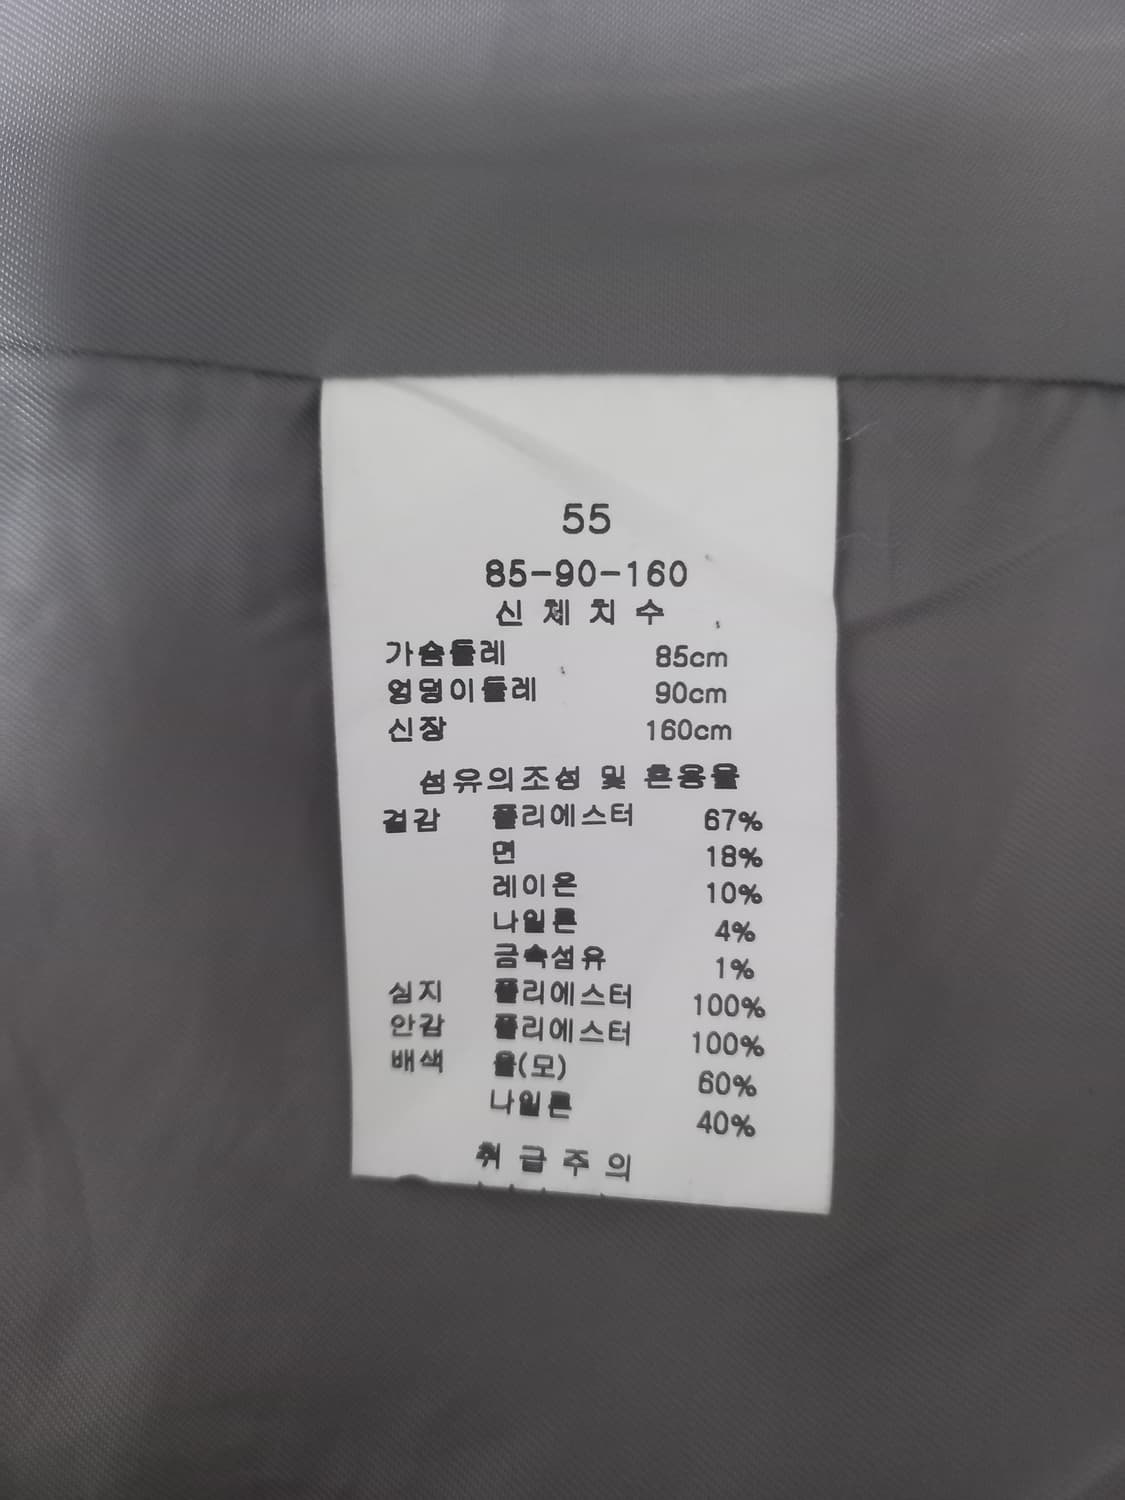 55
85-90-160
신 체 치 수
가슴둘레 85cm
엉덩이둘레 90cm
신장 160cm
섬유의조성 및 혼용율
겉감 폴리에스터 67%
면 18%
레이온 10%
나일론 4%
금속섬유 1%
심지 폴리에스터 100%
안감 폴리에스터 100%
배색 울(모) 60%
나일론 40%
취 급 주 의